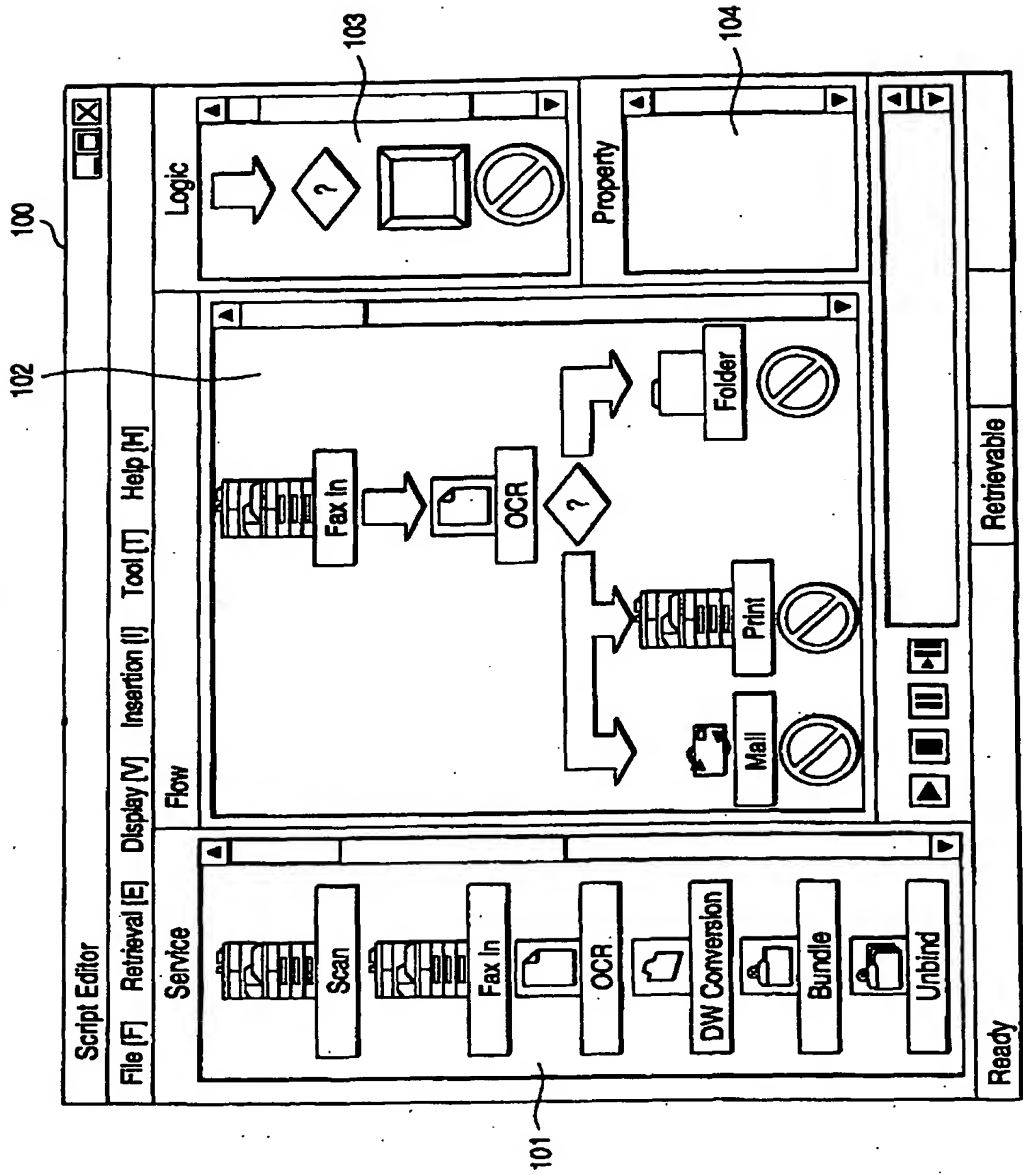 100
Script Editor
File [F] Retrieval [E] Display [V] Insertion [I] Tool [T] Help [H]
Service
Scan
Fax In
OCR
DW Conversion
Bundle
Unbind
101
Flow
102
Fax In
OCR
?
Mail
Print
Folder
Logic
?
103
Property
104
Ready
Retrievable